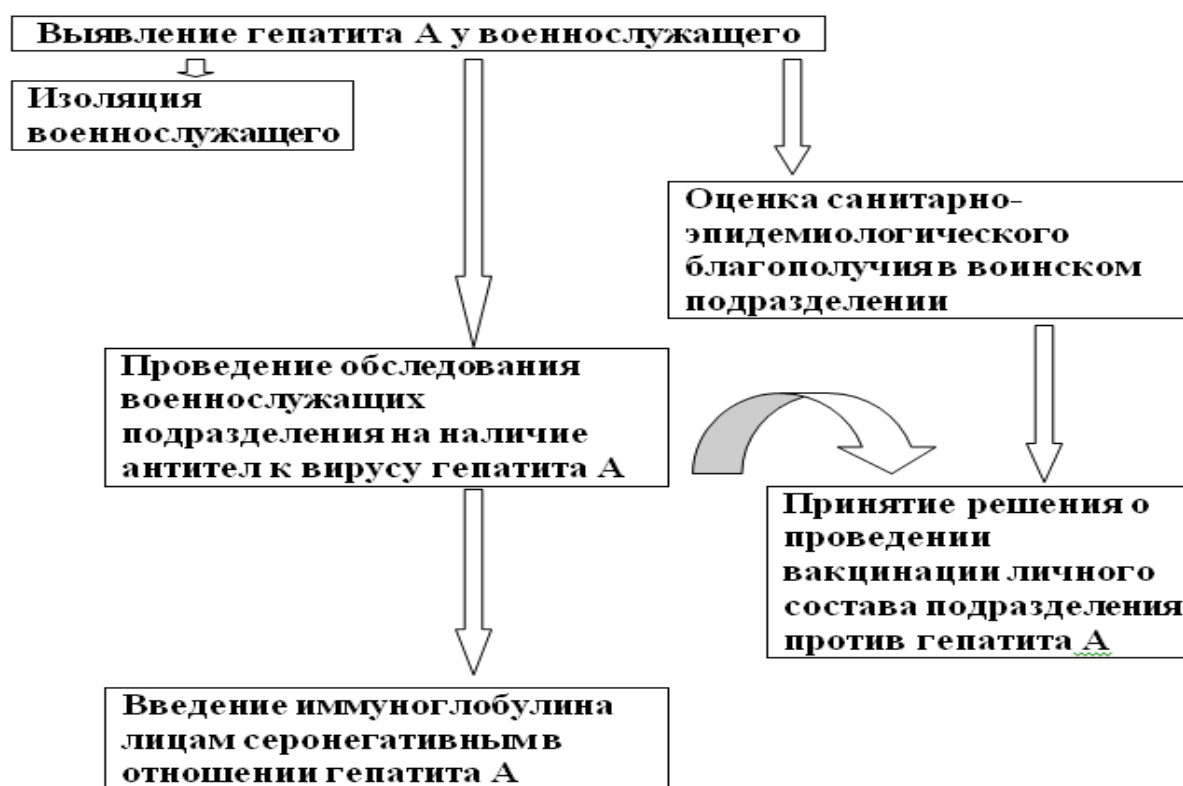 Выявление гепатита А у военнослужащего
Изоляция
военнослужащего
Оценка санитарно-
эпидемиологического
благополучия в воинском
подразделении
Проведение обследования
военнослужащих
подразделения на наличие
антител к вирусу гепатита А
Принятие решения о
проведении
вакцинации личного
состава подразделения
против гепатита А
Введение иммуноглобулина
лицам серонегативным в
отношении гепатита А